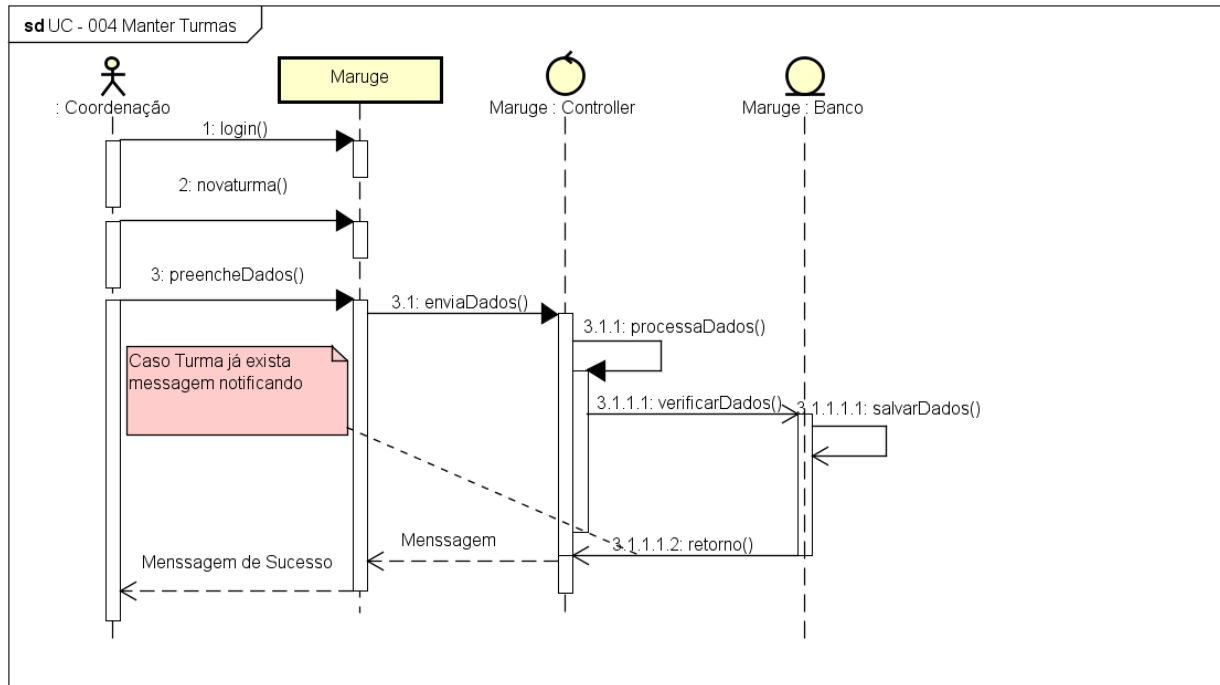 sd UC - 004 Manter Turmas
: Coordenação
Maruge
Maruge : Controller
Maruge : Banco
1: login()
2: novaturma()
3: preencheDados()
3.1: enviaDados()
3.1.1: processaDados()
Caso Turma já exista
messagem notificando
3.1.1.1: verificarDados()
3.1.1.1.1: salvarDados()
3.1.1.1.2: retorno()
Menssagem
Menssagem de Sucesso